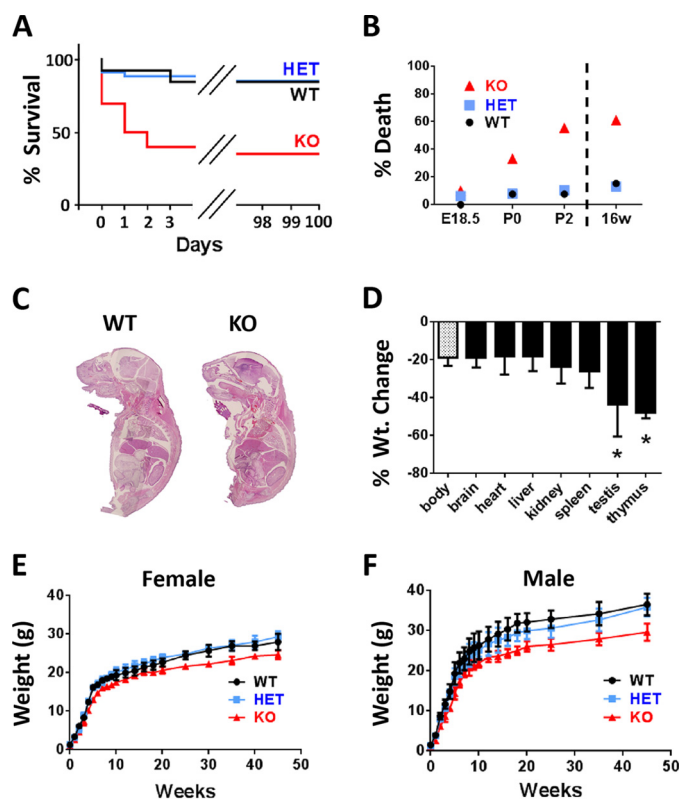 A
100
50
0
% Survival
HET
WT
KO
0 1 2 3 98 99 100
Days
B
100
80
60
40
20
0
% Death
KO
HET
WT
E18.5 P0 P2 16w
C
WT KO
D
-0
-20
-40
-60
-80
% Wt. Change
* *
body brain heart liver kidney spleen testis thymus
E
Female
40
30
20
10
0
Weight (g)
WT
HET
KO
0 10 20 30 40 50
Weeks
F
Male
40
30
20
10
0
Weight (g)
WT
HET
KO
0 10 20 30 40 50
Weeks